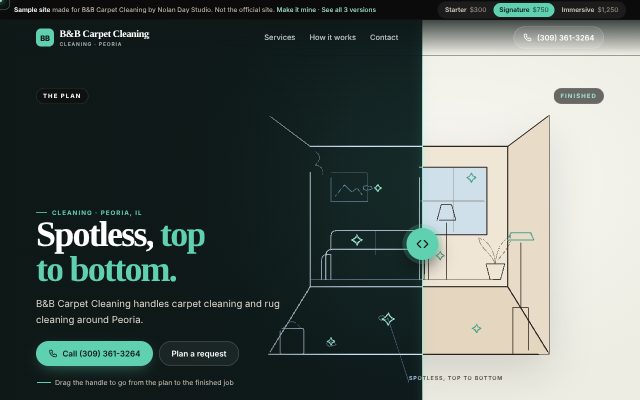 Sample site made for B&B Carpet Cleaning by Nolan Day Studio. Not the official site. Make it mine · See all 3 versions
Starter $300 Signature $750 Immersive $1,250
BB B&B Carpet Cleaning
CLEANING · PEORIA
Services How it works Contact
(309) 361-3264
THE PLAN
FINISHED
CLEANING · PEORIA, IL
Spotless, top
to bottom.
B&B Carpet Cleaning handles carpet cleaning and rug
cleaning around Peoria.
Call (309) 361-3264 Plan a request
Drag the handle to go from the plan to the finished job
SPOTLESS, TOP TO BOTTOM